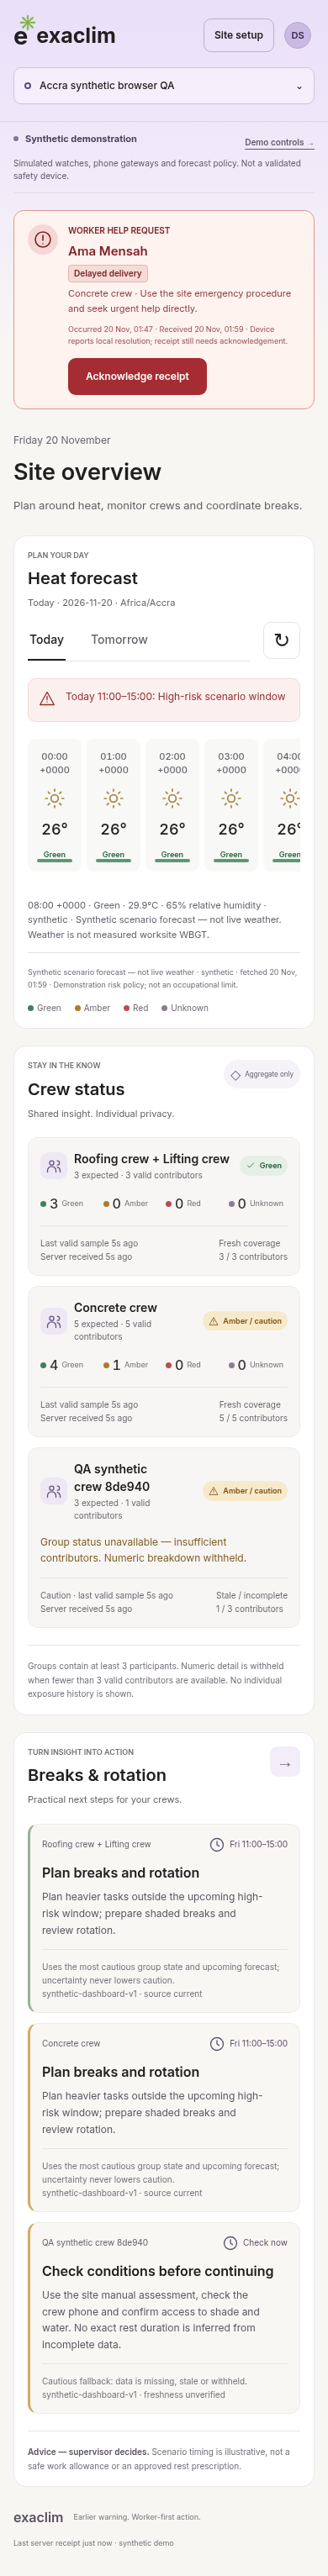 exaclim
Site setup
DS
Accra synthetic browser QA
Synthetic demonstration
Demo controls →
Simulated watches, phone gateways and forecast policy. Not a validated
safety device.
WORKER HELP REQUEST
Ama Mensah
Delayed delivery
Concrete crew · Use the site emergency procedure
and seek urgent help directly.
Occurred 20 Nov, 01:47 · Received 20 Nov, 01:59 · Device
reports local resolution; receipt still needs acknowledgement.
Acknowledge receipt
Friday 20 November
Site overview
Plan around heat, monitor crews and coordinate breaks.
PLAN YOUR DAY
Heat forecast
Today · 2026-11-20 · Africa/Accra
Today
Tomorrow
↻
Today 11:00–15:00: High-risk scenario window
00:00 01:00 02:00 03:00 04:00
+0000 +0000 +0000 +0000 +000
26° 26° 26° 26° 26°
Green Green Green Green Green
08:00 +0000 · Green · 29.9°C · 65% relative humidity ·
synthetic · Synthetic scenario forecast — not live weather.
Weather is not measured worksite WBGT.
Synthetic scenario forecast — not live weather · synthetic · fetched 20 Nov,
01:59 · Demonstration risk policy; not an occupational limit.
Green Amber Red Unknown
STAY IN THE KNOW
Crew status
Aggregate only
Shared insight. Individual privacy.
Roofing crew + Lifting crew
3 expected · 3 valid contributors
Green
3 Green 0 Amber 0 Red 0 Unknown
Last valid sample 5s ago
Server received 5s ago
Fresh coverage
3 / 3 contributors
Concrete crew
5 expected · 5 valid
contributors
Amber / caution
4 Green 1 Amber 0 Red 0 Unknown
Last valid sample 5s ago
Server received 5s ago
Fresh coverage
5 / 5 contributors
QA synthetic
crew 8de940
3 expected · 1 valid
contributors
Amber / caution
Group status unavailable — insufficient
contributors. Numeric breakdown withheld.
Caution · last valid sample 5s ago
Server received 5s ago
Stale / incomplete
1 / 3 contributors
Groups contain at least 3 participants. Numeric detail is withheld
when fewer than 3 valid contributors are available. No individual
exposure history is shown.
TURN INSIGHT INTO ACTION
Breaks & rotation
→
Practical next steps for your crews.
Roofing crew + Lifting crew
Fri 11:00–15:00
Plan breaks and rotation
Plan heavier tasks outside the upcoming high-
risk window; prepare shaded breaks and
review rotation.
Uses the most cautious group state and upcoming forecast;
uncertainty never lowers caution.
synthetic-dashboard-v1 · source current
Concrete crew
Fri 11:00–15:00
Plan breaks and rotation
Plan heavier tasks outside the upcoming high-
risk window; prepare shaded breaks and
review rotation.
Uses the most cautious group state and upcoming forecast;
uncertainty never lowers caution.
synthetic-dashboard-v1 · source current
QA synthetic crew 8de940
Check now
Check conditions before continuing
Use the site manual assessment, check the
crew phone and confirm access to shade and
water. No exact rest duration is inferred from
incomplete data.
Cautious fallback: data is missing, stale or withheld.
synthetic-dashboard-v1 · freshness unverified
Advice — supervisor decides. Scenario timing is illustrative, not a
safe work allowance or an approved rest prescription.
exaclim
Earlier warning. Worker-first action.
Last server receipt just now · synthetic demo